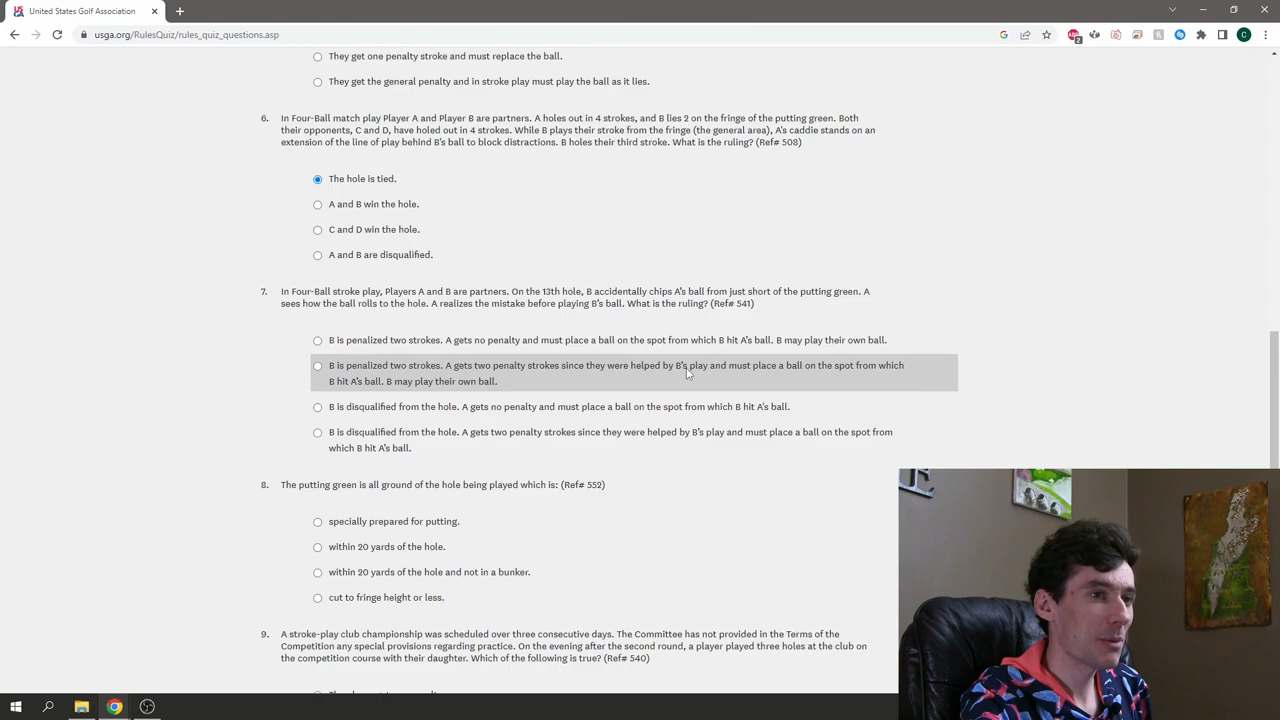 United States Golf Association
usga.org/RulesQuiz/rules_quiz_questions.asp
They get one penalty stroke and must replace the ball.
They get the general penalty and in stroke play must play the ball as it lies.
6. In Four-Ball match play Player A and Player B are partners. A holes out in 4 strokes, and B lies 2 on the fringe of the putting green. Both
their opponents, C and D, have holed out in 4 strokes. While B plays their stroke from the fringe (the general area), A's caddie stands on an
extension of the line of play behind B's ball to block distractions. B holes their third stroke. What is the ruling? (Ref# 508)
The hole is tied.
A and B win the hole.
C and D win the hole.
A and B are disqualified.
7. In Four-Ball stroke play, Players A and B are partners. On the 13th hole, B accidentally chips A's ball from just short of the putting green. A
sees how the ball rolls to the hole. A realizes the mistake before playing B's ball. What is the ruling? (Ref# 541)
B is penalized two strokes. A gets no penalty and must place a ball on the spot from which B hit A's ball. B may play their own ball.
B is penalized two strokes. A gets two penalty strokes since they were helped by B's play and must place a ball on the spot from which
B hit A's ball. B may play their own ball.
B is disqualified from the hole. A gets no penalty and must place a ball on the spot from which B hit A's ball.
B is disqualified from the hole. A gets two penalty strokes since they were helped by B's play and must place a ball on the spot from
which B hit A's ball.
8. The putting green is all ground of the hole being played which is: (Ref# 552)
specially prepared for putting.
within 20 yards of the hole.
within 20 yards of the hole and not in a bunker.
cut to fringe height or less.
9. A stroke-play club championship was scheduled over three consecutive days. The Committee has not provided in the Terms of the
Competition any special provisions regarding practice. On the evening after the second round, a player played three holes at the club on
the competition course with their daughter. Which of the following is true? (Ref# 540)